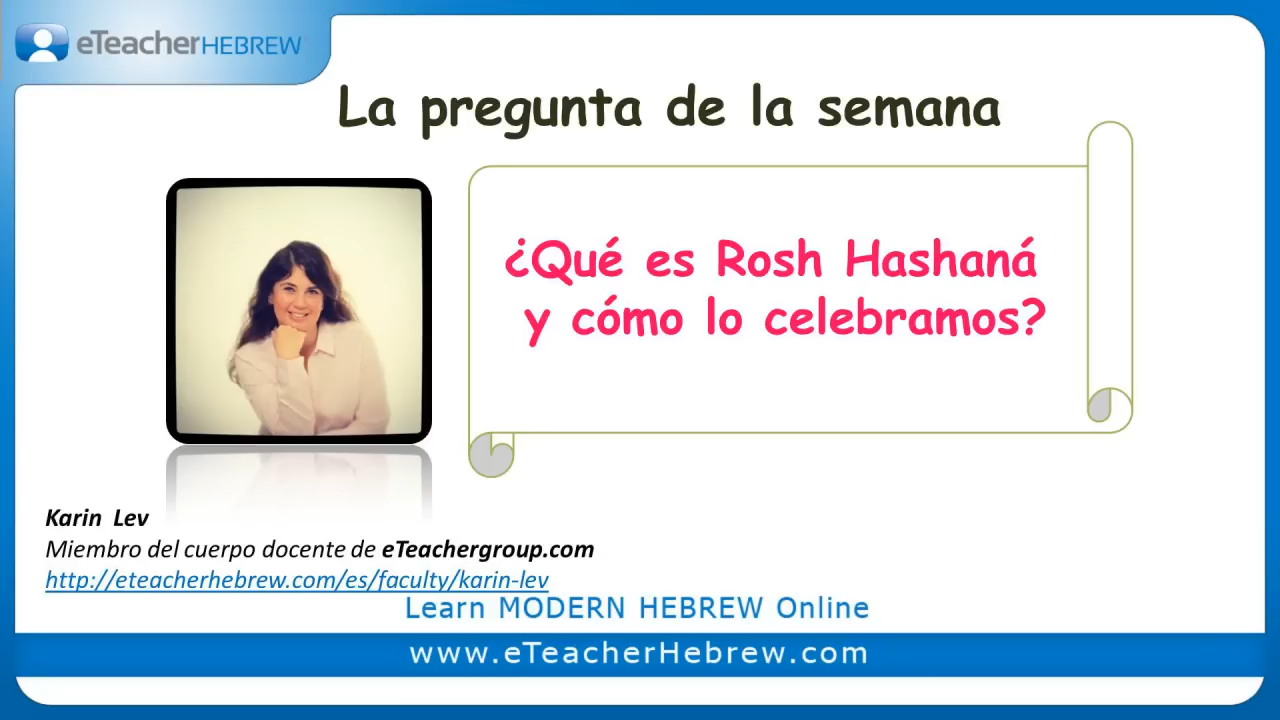 eTeacherHEBREW
La pregunta de la semana
¿Qué es Rosh Hashaná
y cómo lo celebramos?
Karin Lev
Miembro del cuerpo docente de eTeachergroup.com
http://eteacherhebrew.com/es/faculty/karin-lev
Learn MODERN HEBREW Online
www.eTeacherHebrew.com